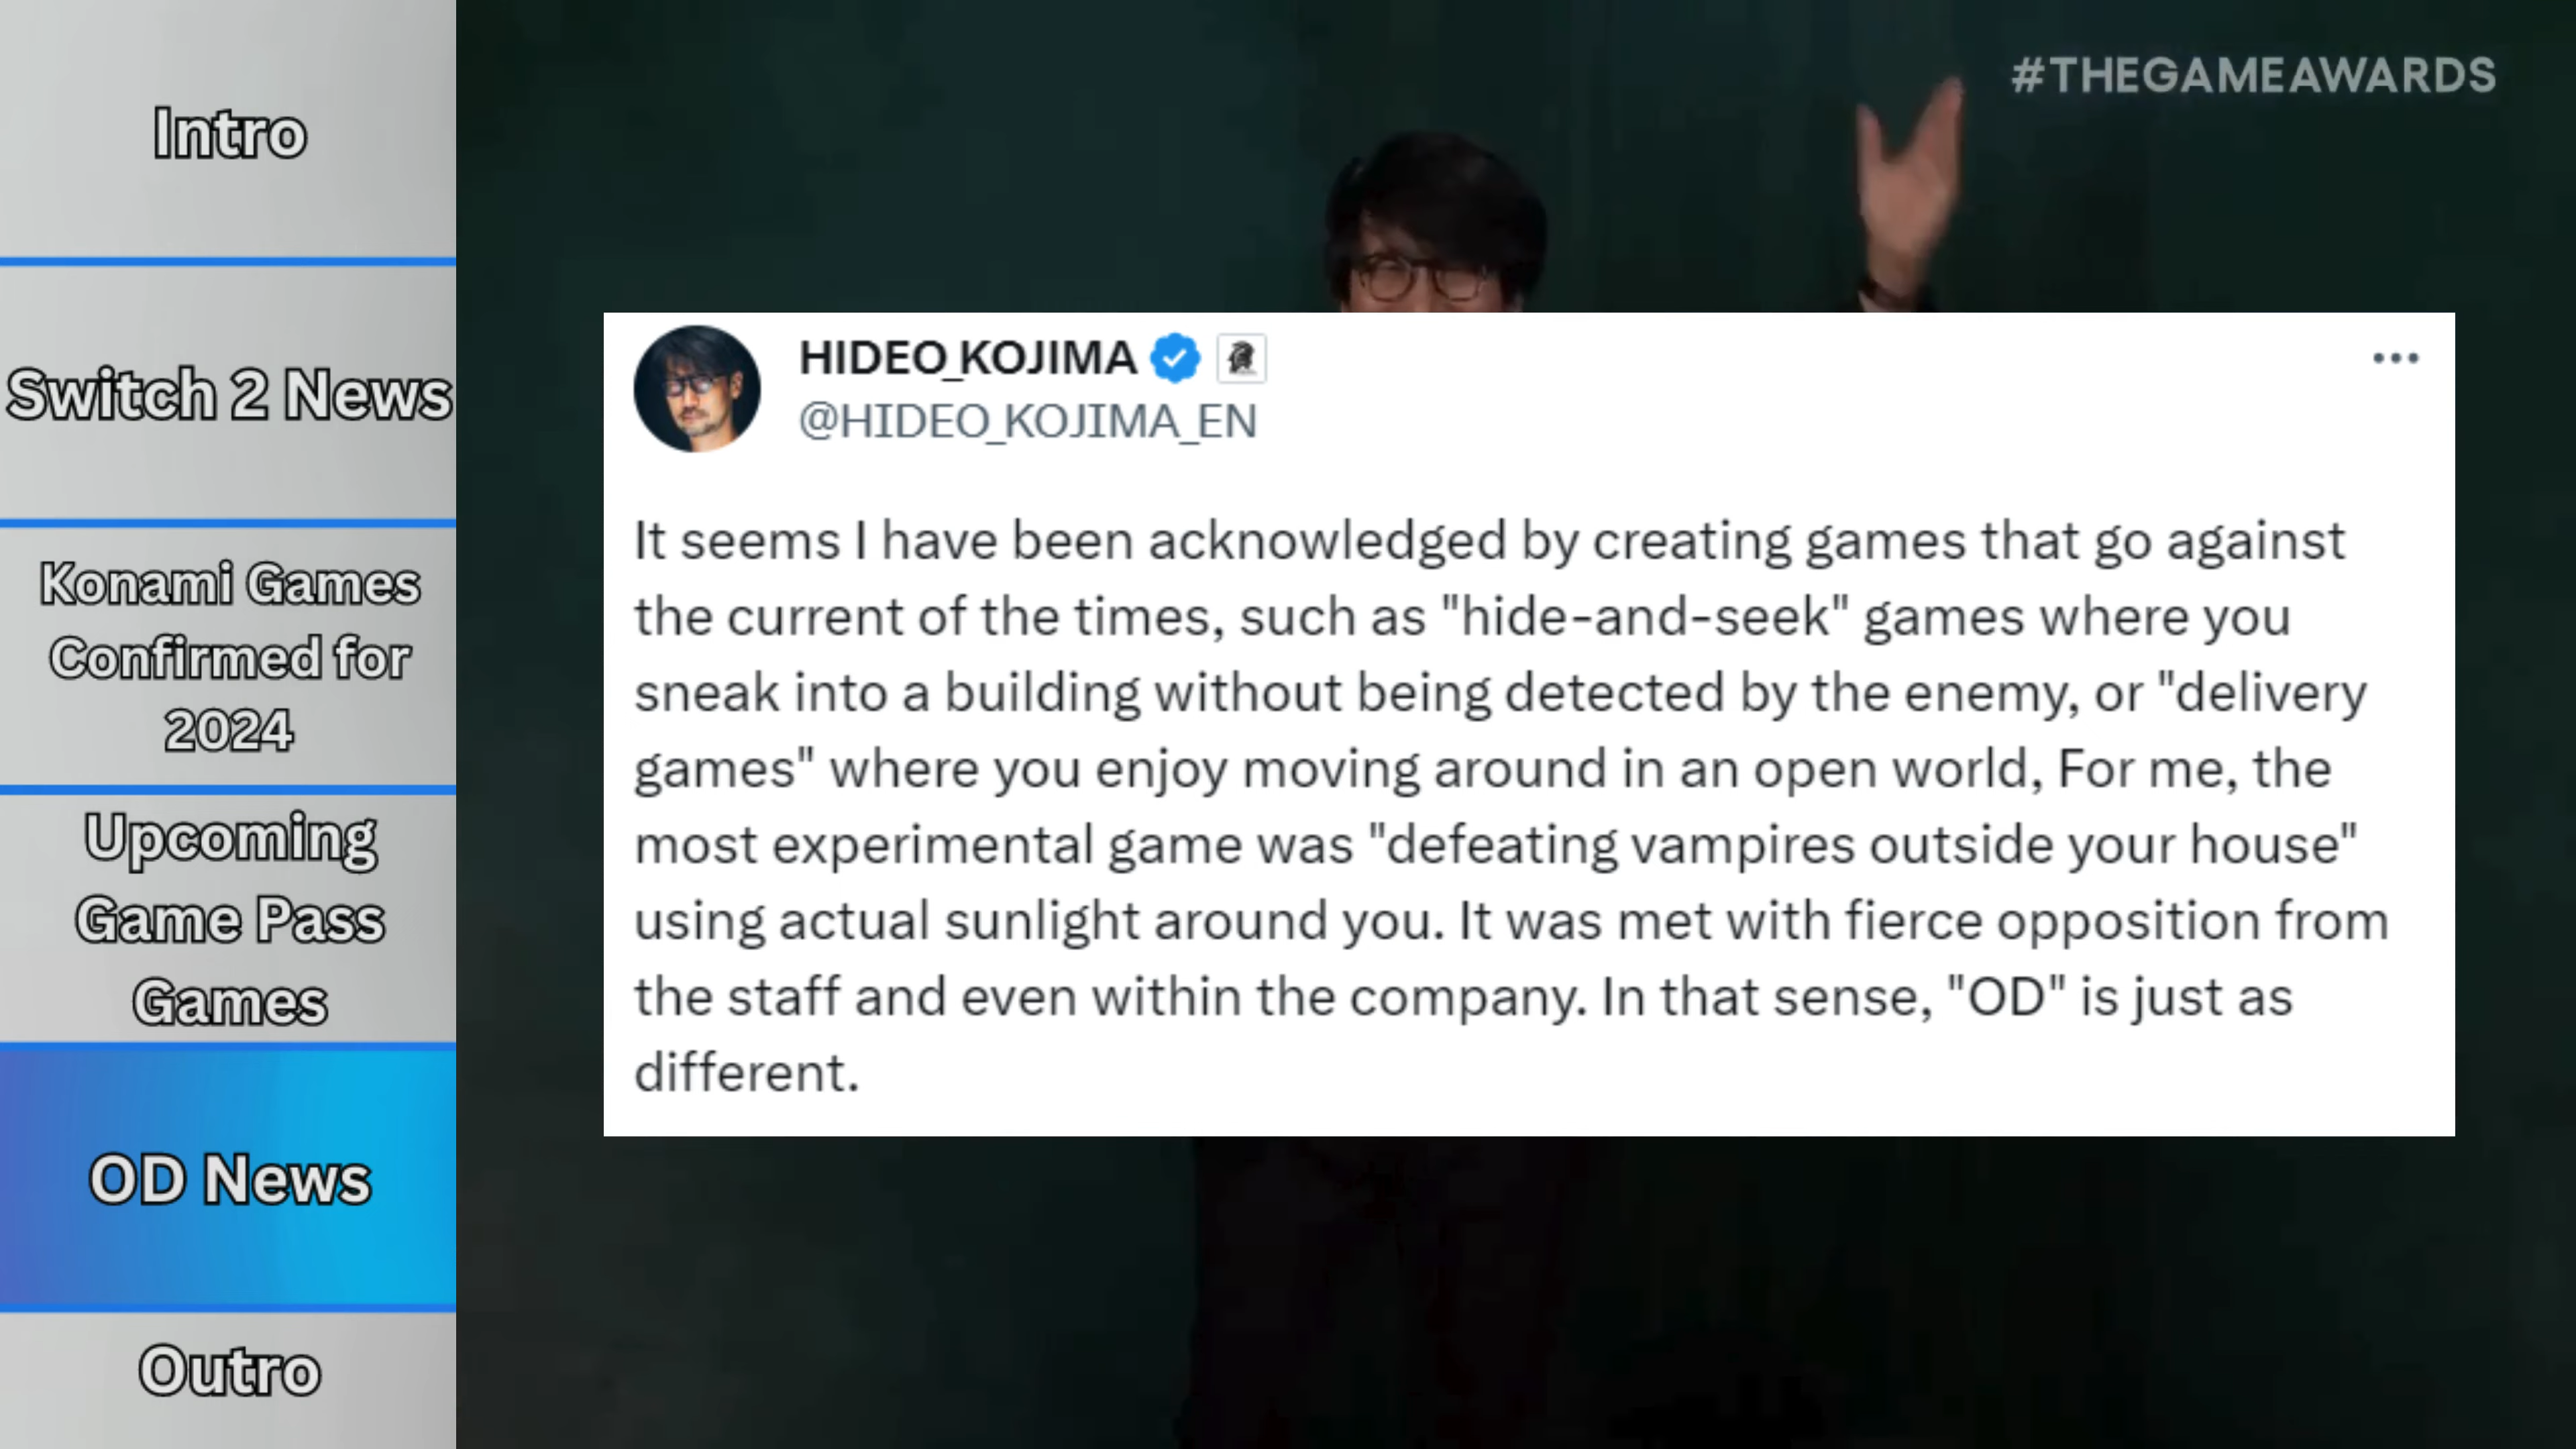 Intro
Switch 2 News
Konami Games
Confirmed for
2024
Upcoming
Game Pass
Games
OD News
Outro
#THEGAMEAWARDS
HIDEO_KOJIMA
@HIDEO_KOJIMA_EN
It seems I have been acknowledged by creating games that go against
the current of the times, such as "hide-and-seek" games where you
sneak into a building without being detected by the enemy, or "delivery
games" where you enjoy moving around in an open world, For me, the
most experimental game was "defeating vampires outside your house"
using actual sunlight around you. It was met with fierce opposition from
the staff and even within the company. In that sense, "OD" is just as
different.